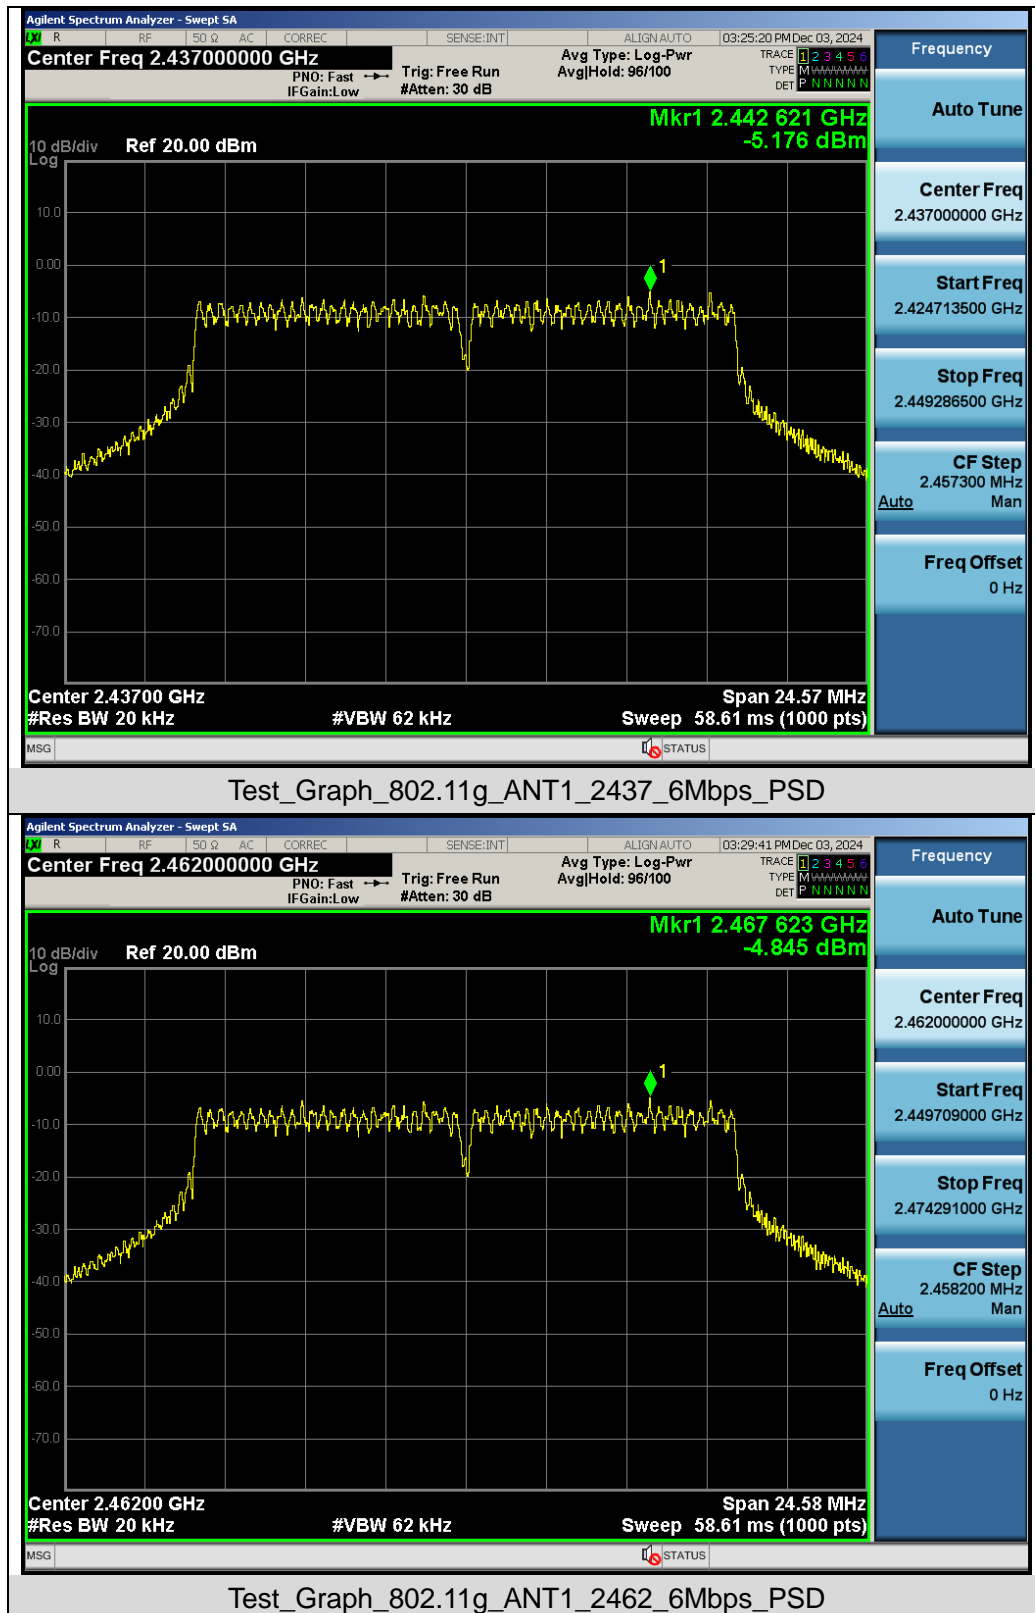 Agilent Spectrum Analyzer - Swept SA
LXI R RF 50 Ω AC CORREC SENSE:INT ALIGN AUTO 03:25:20 PM Dec 03, 2024
Center Freq 2.437000000 GHz
PNO: Fast
IFGain:Low
Trig: Free Run
#Atten: 30 dB
Avg Type: Log-Pwr
Avg|Hold: 96/100
TRACE 1 2 3 4 5 6
TYPE M WWWWW
DET P N N N N N
Mkr1 2.442 621 GHz
-5.176 dBm
10 dB/div Ref 20.00 dBm
Log
10.0
0.00
-10.0
-20.0
-30.0
-40.0
-50.0
-60.0
-70.0
1
Center 2.43700 GHz Span 24.57 MHz
#Res BW 20 kHz #VBW 62 kHz Sweep 58.61 ms (1000 pts)
MSG STATUS
Frequency
Auto Tune
Center Freq
2.437000000 GHz
Start Freq
2.424713500 GHz
Stop Freq
2.449286500 GHz
CF Step
2.457300 MHz
Auto Man
Freq Offset
0 Hz
Test_Graph_802.11g_ANT1_2437_6Mbps_PSD
Agilent Spectrum Analyzer - Swept SA
LXI R RF 50 Ω AC CORREC SENSE:INT ALIGN AUTO 03:29:41 PM Dec 03, 2024
Center Freq 2.462000000 GHz
PNO: Fast
IFGain:Low
Trig: Free Run
#Atten: 30 dB
Avg Type: Log-Pwr
Avg|Hold: 96/100
TRACE 1 2 3 4 5 6
TYPE M WWWWW
DET P N N N N N
Mkr1 2.467 623 GHz
-4.845 dBm
10 dB/div Ref 20.00 dBm
Log
10.0
0.00
-10.0
-20.0
-30.0
-40.0
-50.0
-60.0
-70.0
1
Center 2.46200 GHz Span 24.58 MHz
#Res BW 20 kHz #VBW 62 kHz Sweep 58.61 ms (1000 pts)
MSG STATUS
Frequency
Auto Tune
Center Freq
2.462000000 GHz
Start Freq
2.449709000 GHz
Stop Freq
2.474291000 GHz
CF Step
2.458200 MHz
Auto Man
Freq Offset
0 Hz
Test_Graph_802.11g_ANT1_2462_6Mbps_PSD